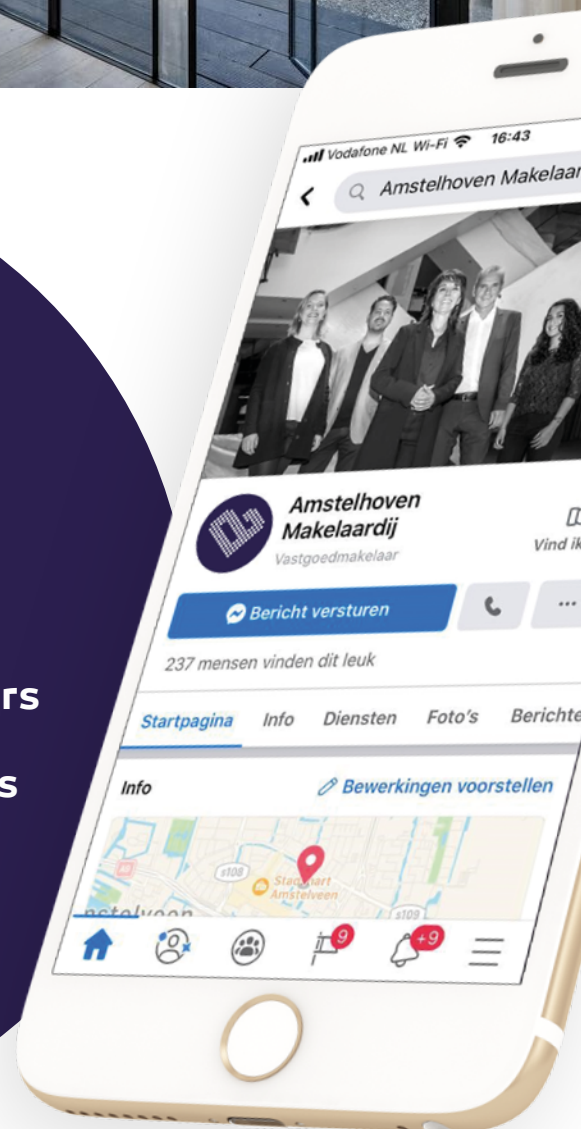 Vodafone NL Wi-Fi 16:43
Amstelhoven Makelaar
Amstelhoven
Makelaardij
Vastgoedmakelaar
Vind ik
Bericht versturen
237 mensen vinden dit leuk
rs
s
Startpagina Info Diensten Foto's Berichte
Info Bewerkingen voorstellen
s108
Stadshart
Amstelveen
s109
mstelveen
9
+9